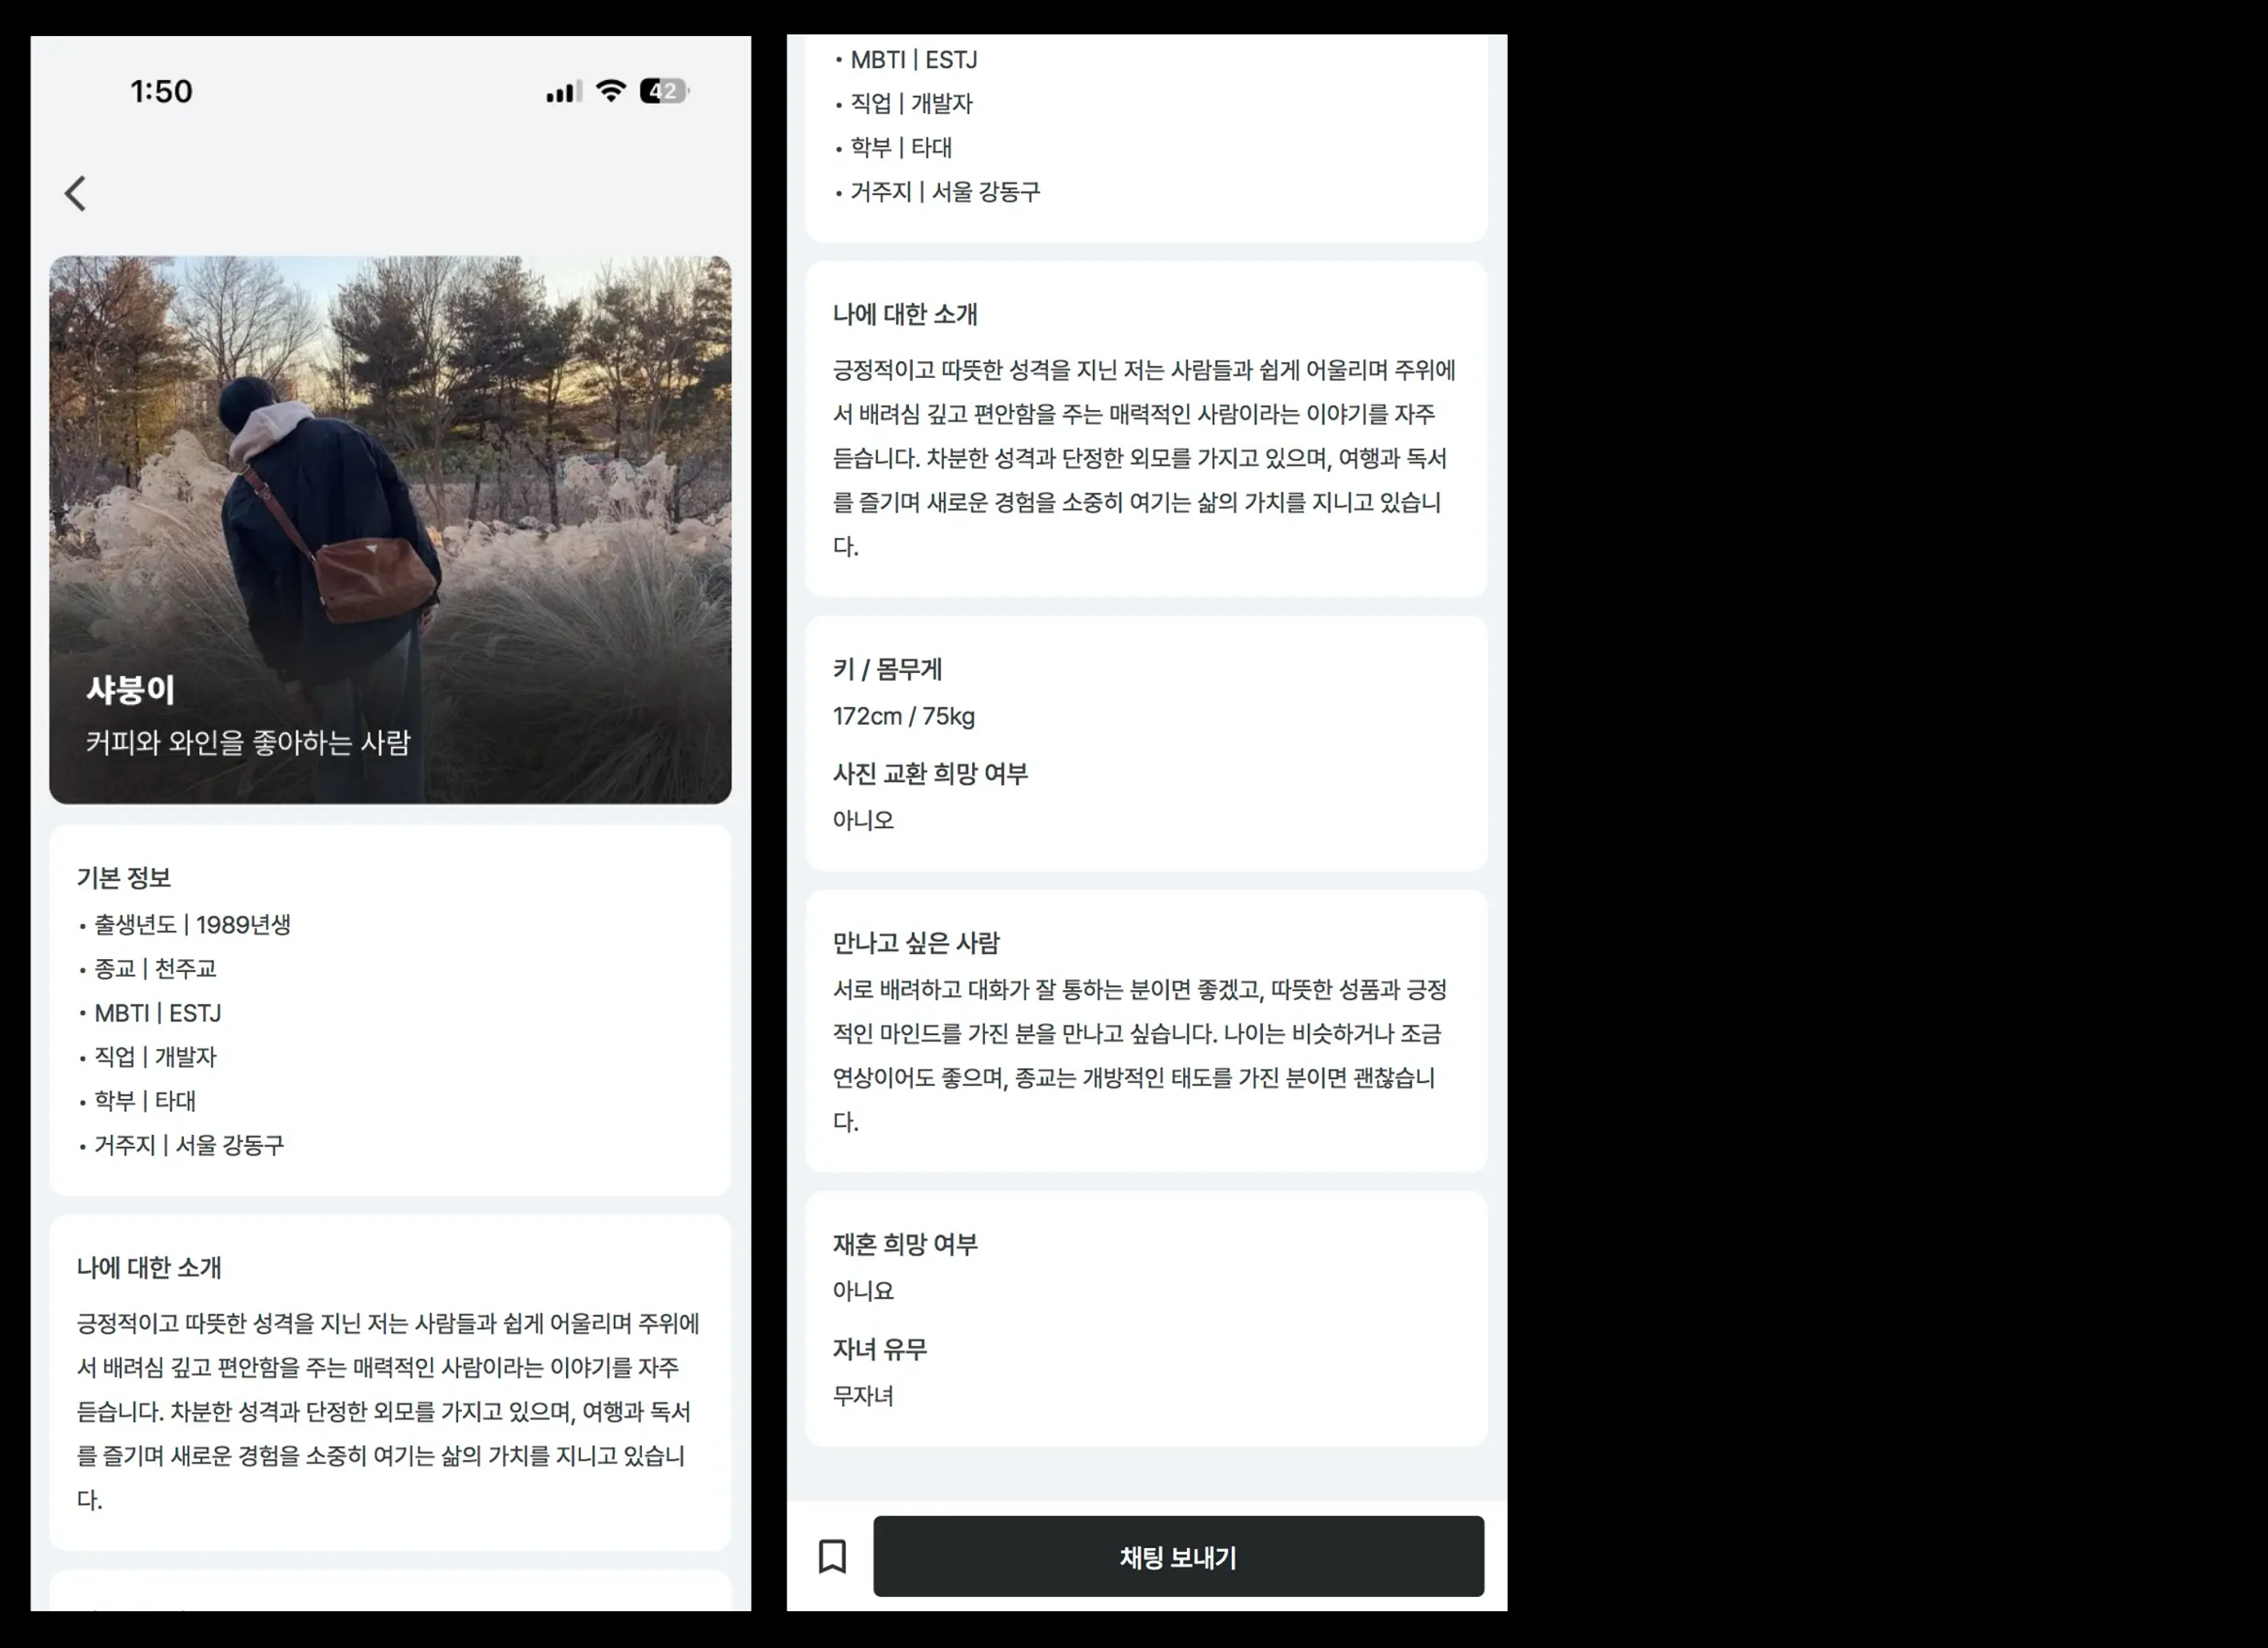 1:50
42
샤붕이
커피와 와인을 좋아하는 사람
기본 정보
• 출생년도 | 1989년생
• 종교 | 천주교
• MBTI | ESTJ
• 직업 | 개발자
• 학부 | 타대
• 거주지 | 서울 강동구
나에 대한 소개
긍정적이고 따뜻한 성격을 지닌 저는 사람들과 쉽게 어울리며 주위에
서 배려심 깊고 편안함을 주는 매력적인 사람이라는 이야기를 자주
듣습니다. 차분한 성격과 단정한 외모를 가지고 있으며, 여행과 독서
를 즐기며 새로운 경험을 소중히 여기는 삶의 가치를 지니고 있습니
다.
• MBTI | ESTJ
• 직업 | 개발자
• 학부 | 타대
• 거주지 | 서울 강동구
나에 대한 소개
긍정적이고 따뜻한 성격을 지닌 저는 사람들과 쉽게 어울리며 주위에
서 배려심 깊고 편안함을 주는 매력적인 사람이라는 이야기를 자주
듣습니다. 차분한 성격과 단정한 외모를 가지고 있으며, 여행과 독서
를 즐기며 새로운 경험을 소중히 여기는 삶의 가치를 지니고 있습니
다.
키 / 몸무게
172cm / 75kg
사진 교환 희망 여부
아니오
만나고 싶은 사람
서로 배려하고 대화가 잘 통하는 분이면 좋겠고, 따뜻한 성품과 긍정
적인 마인드를 가진 분을 만나고 싶습니다. 나이는 비슷하거나 조금
연상이어도 좋으며, 종교는 개방적인 태도를 가진 분이면 괜찮습니
다.
재혼 희망 여부
아니요
자녀 유무
무자녀
채팅 보내기